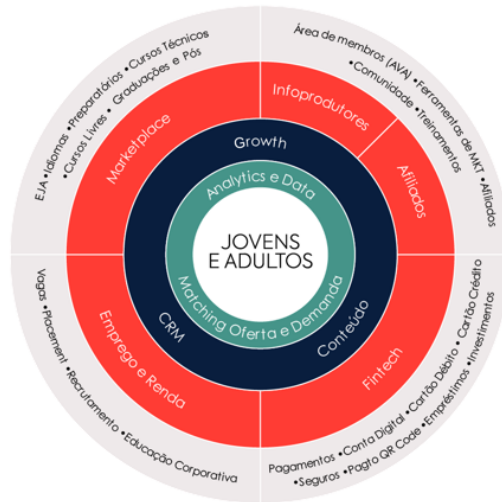 EJA •Idiomas •Preparatórios •Cursos Técnicos
•Cursos Livres • Graduações e Pós
Área de membros (AVA) •Ferramentas de MKT •Afiliados
•Comunidade •Treinamentos
Marketplace
Infoprodutores
Afiliados
Growth
Analytics e Data
JOVENS
E ADULTOS
Matching Oferta e Demanda
CRM
Conteúdo
Emprego e Renda
Fintech
Vagas •Placement •Recrutamento •Educação Corporativa
Pagamentos •Conta Digital •Cartão Débito •Cartão Crédito
•Seguros •Pagto QR Code •Empréstimos •Investimentos